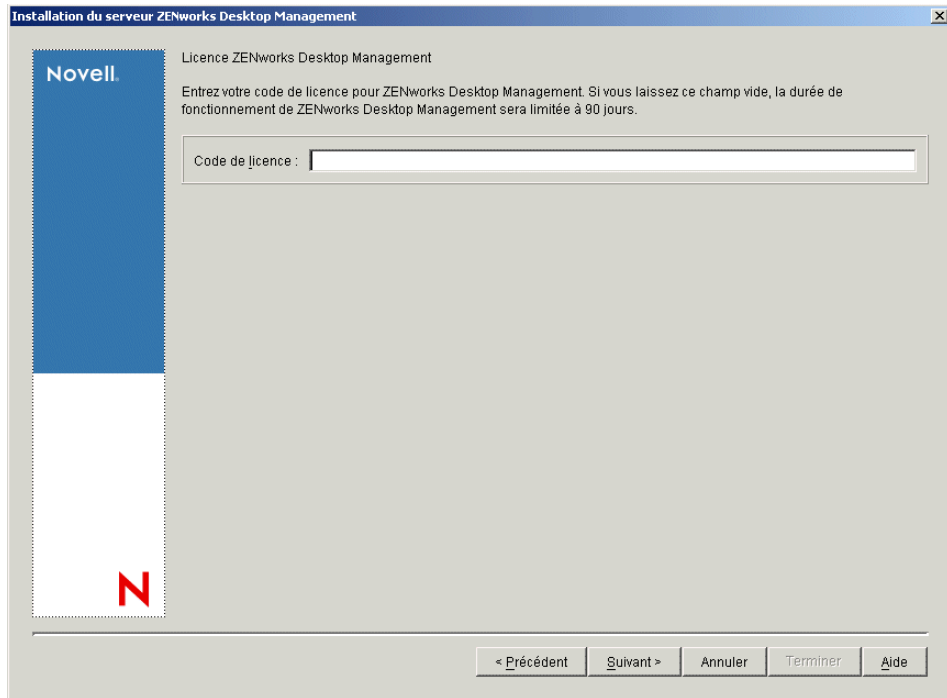 Installation du serveur ZENworks Desktop Management
Novell.
Licence ZENworks Desktop Management
Entrez votre code de licence pour ZENworks Desktop Management. Si vous laissez ce champ vide, la durée de
fonctionnement de ZENworks Desktop Management sera limitée à 90 jours.
Code de licence :
N
< Précédent
Suivant >
Annuler
Terminer
Aide